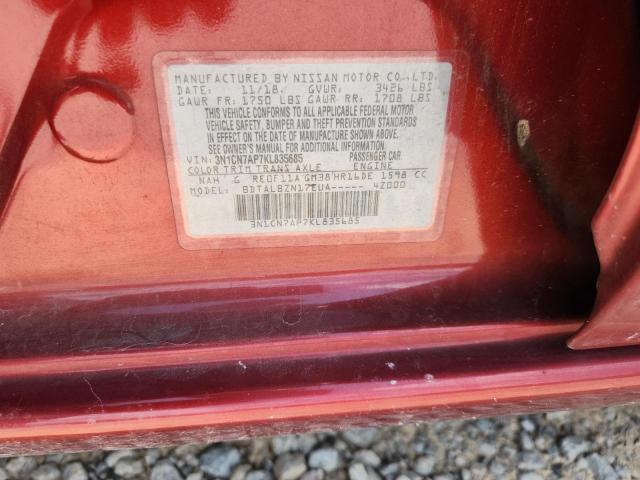 MANUFACTURED BY NISSAN MOTOR CO., LTD.
DATE: 11/18. GVWR: 3426 LBS
GAWR FR: 1750 LBS GAWR RR: 1708 LBS
THIS VEHICLE CONFORMS TO ALL APPLICABLE FEDERAL MOTOR
VEHICLE SAFETY, BUMPER AND THEFT PREVENTION STANDARDS
IN EFFECT ON THE DATE OF MANUFACTURE SHOWN ABOVE.
SEE OWNER'S MANUAL FOR ADDITIONAL INFORMATION.
VIN: 3N1CN7AP7KL835685 PASSENGER CAR
COLOR TRIM TRANS AXLE ENGINE
NAH G RE0F11A GM38 HR16DE 1598 CC
MODEL: BDTALBZN17EUA----- 4Z000
3N1CN7AP7KL835685